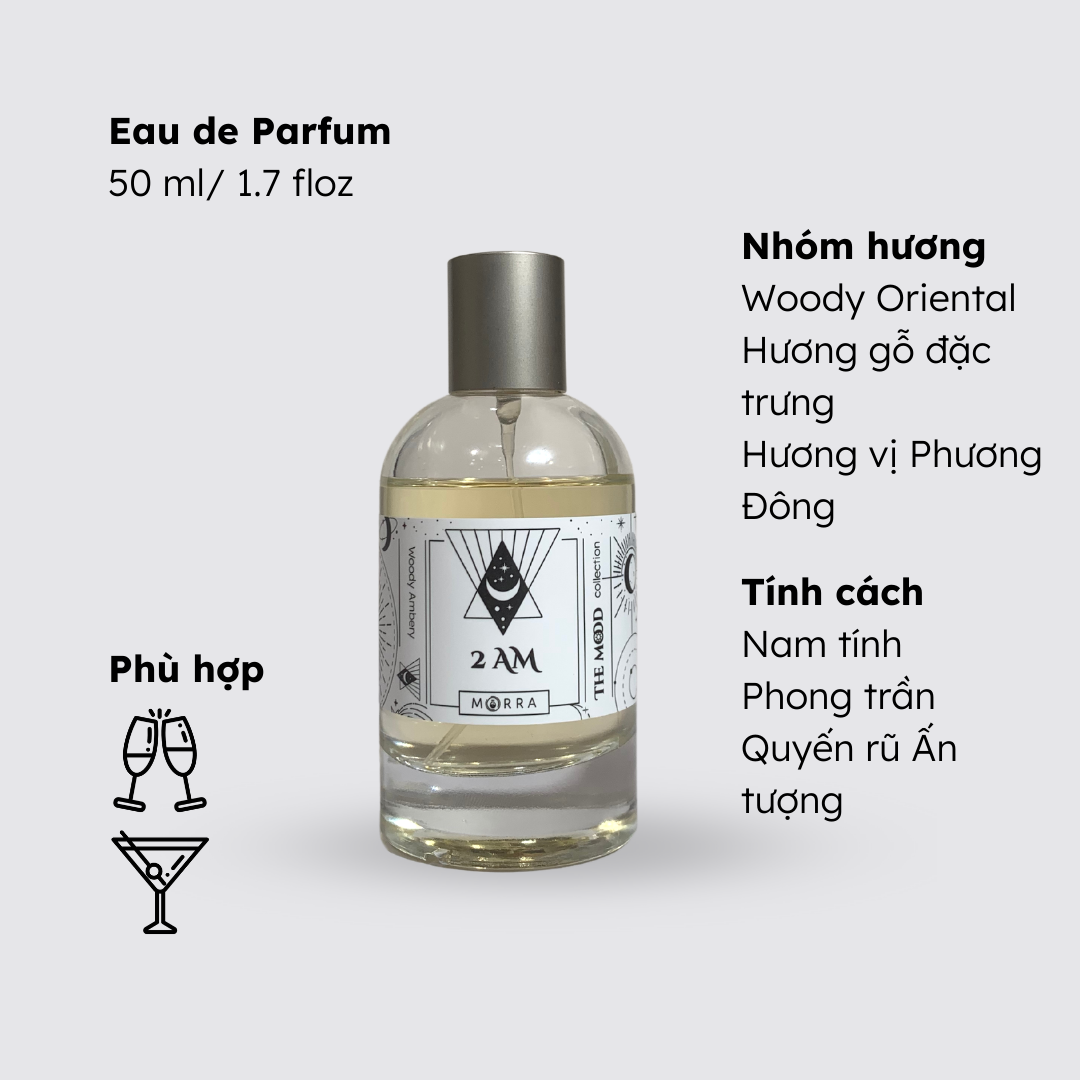 Eau de Parfum
50 ml/ 1.7 floz
Nhóm hương
Woody Oriental
Hương gỗ đặc
trưng
Hương vị Phương
Đông
Tính cách
Nam tính
Phong trần
Quyến rũ Ấn
tượng
Phù hợp
Woody Ambery
2 AM
MORRA
THE MOOD collection